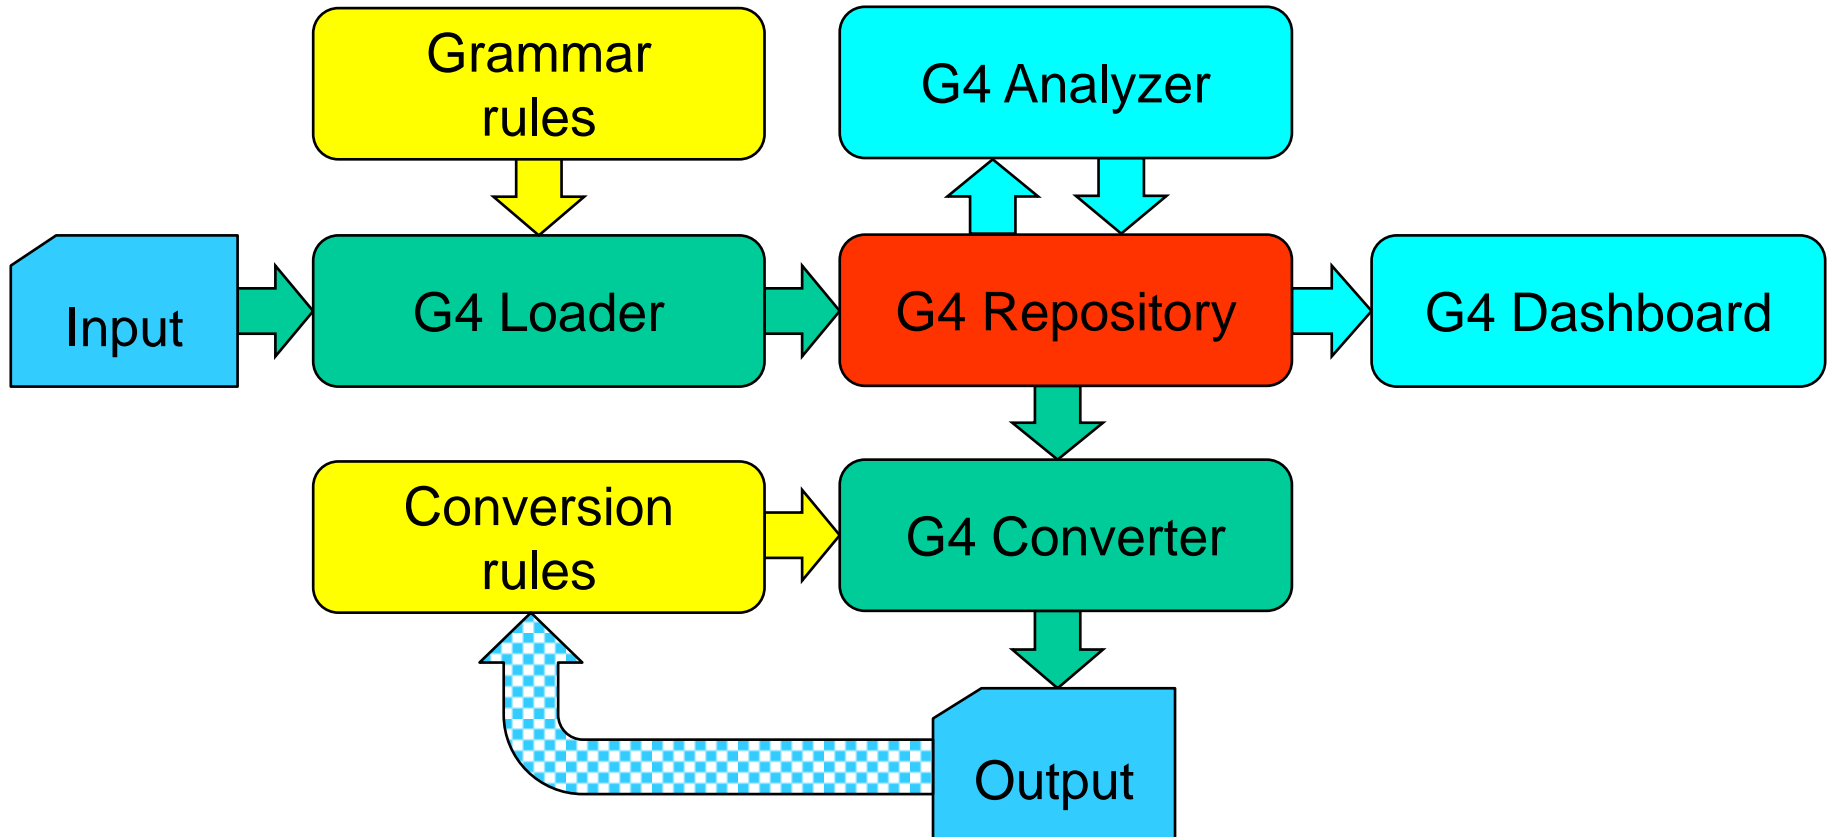 Grammar
rules
G4 Analyzer
Input
G4 Loader
G4 Repository
G4 Dashboard
Conversion
rules
G4 Converter
Output